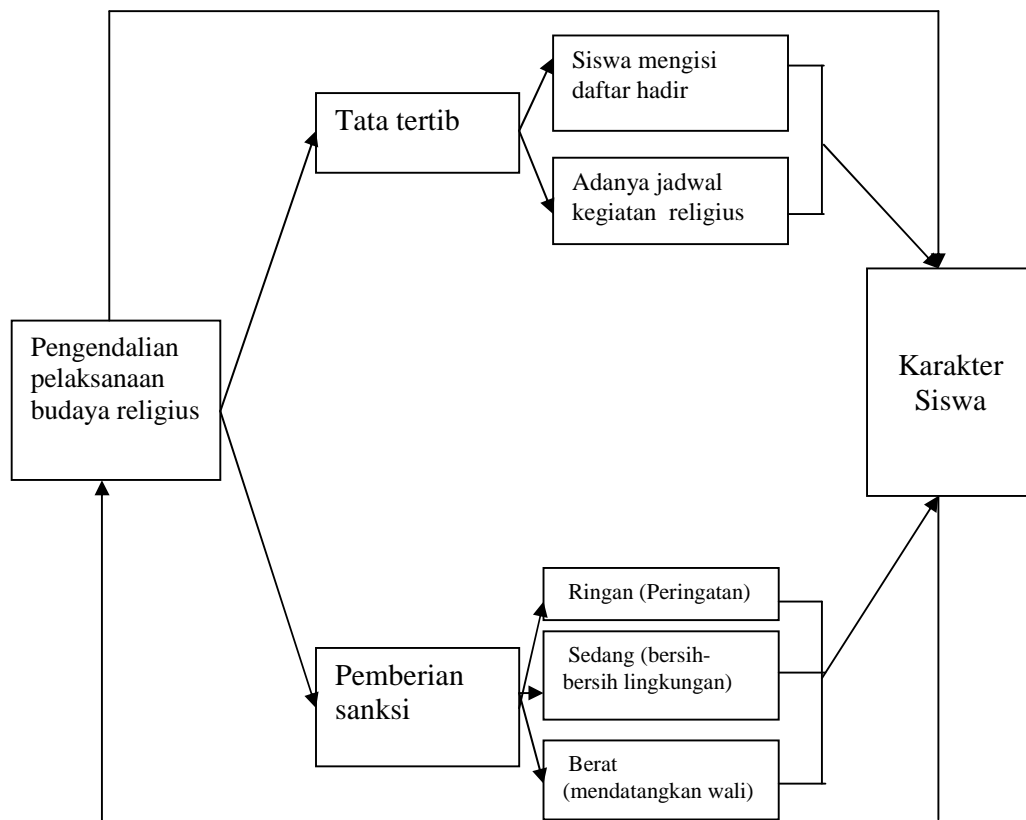 Siswa mengisi
daftar hadir
Tata tertib
Adanya jadwal
kegiatan religius
Pengendalian
pelaksanaan
budaya religius
Karakter
Siswa
Ringan (Peringatan)
Pemberian
sanksi
Sedang (bersih-
bersih lingkungan)
Berat
(mendatangkan wali)